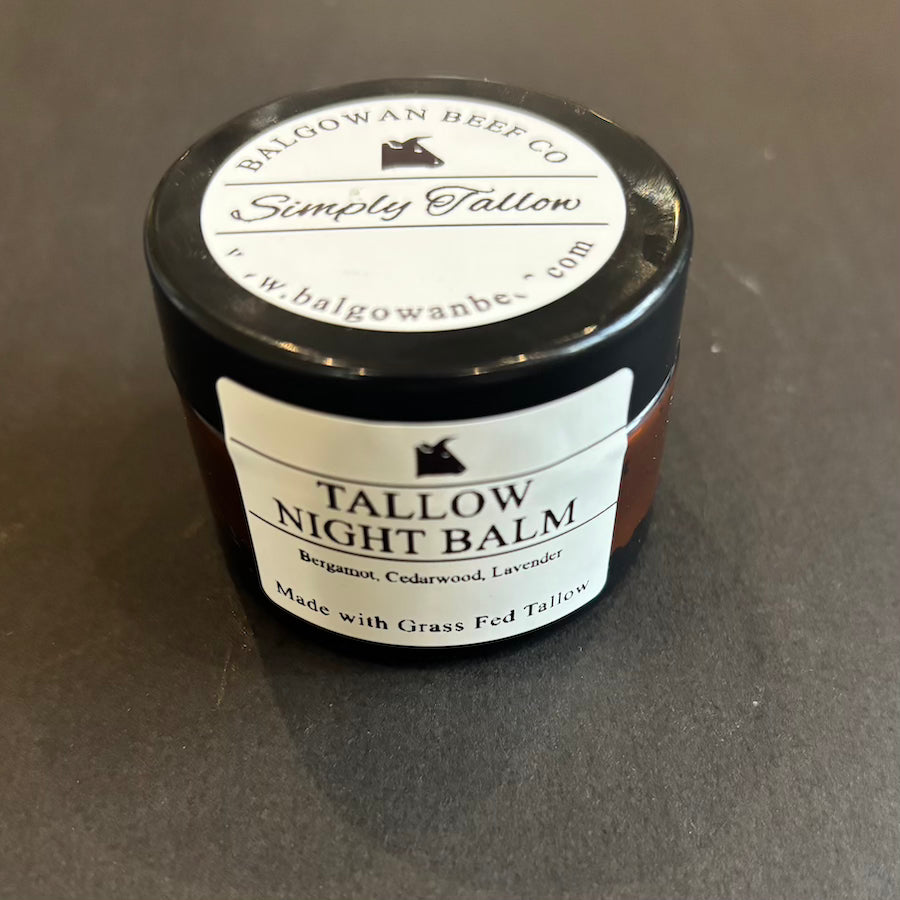 BALGOWAN BEEF CO
Simply Tallow
TALLOW
NIGHT BALM
Bergamot, Cedarwood, Lavender
Made with Grass Fed Tallow